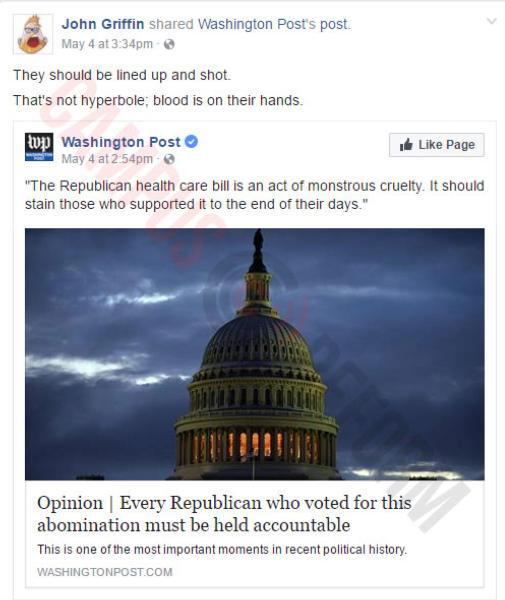 John Griffin shared Washington Post's post.
May 4 at 3:34pm ·
They should be lined up and shot.
That's not hyperbole; blood is on their hands.
wp
WASHINGTON
POST
Washington Post
May 4 at 2:54pm ·
Like Page
"The Republican health care bill is an act of monstrous cruelty. It should
stain those who supported it to the end of their days."
CAMPUS
REFORM
Opinion | Every Republican who voted for this
abomination must be held accountable
This is one of the most important moments in recent political history.
WASHINGTONPOST.COM